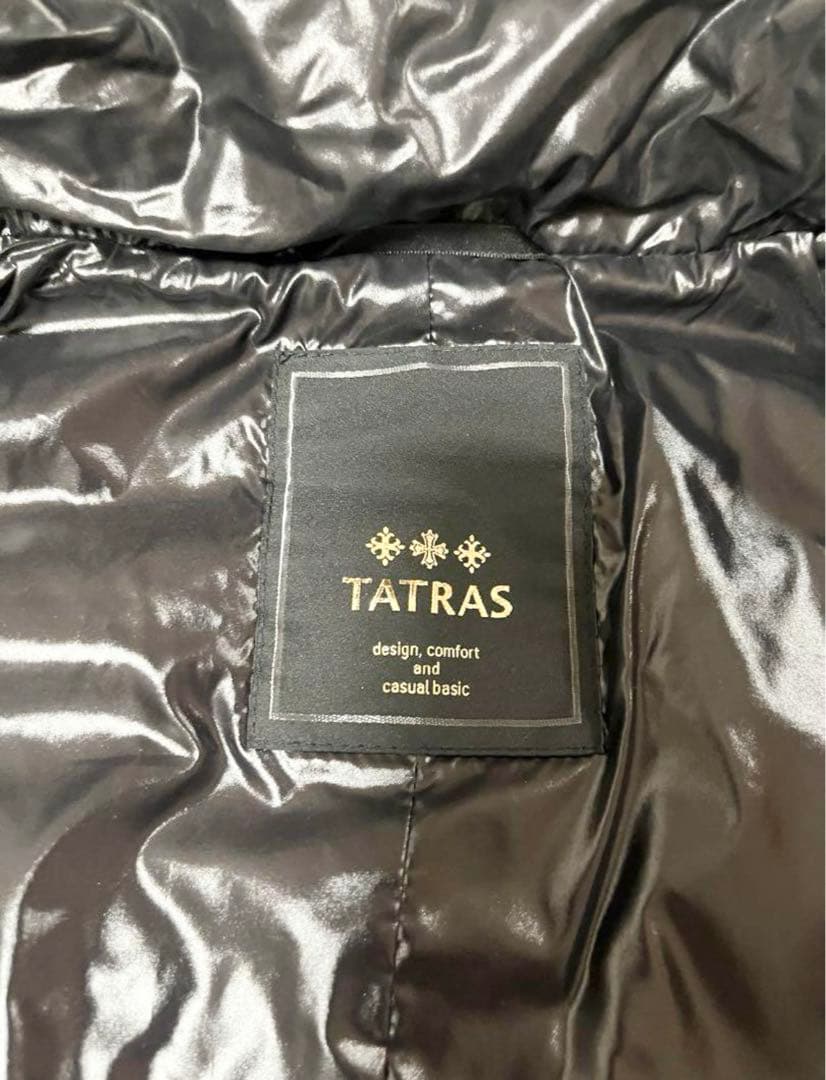 TATRAS
design, comfort
and
casual basic